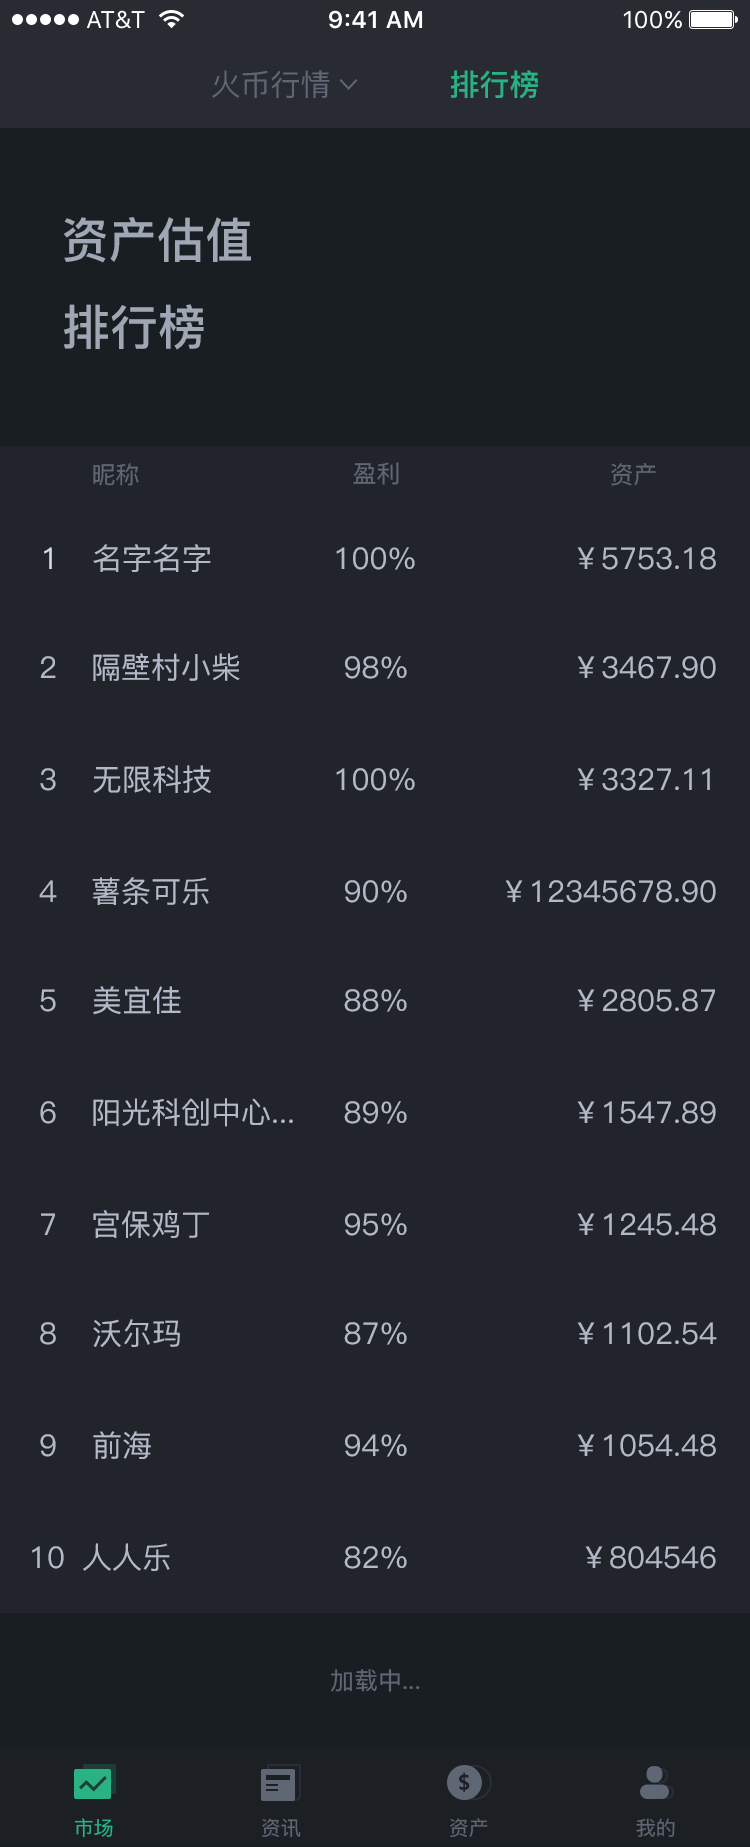 AT&T 9:41 AM 100%
火币行情 排行榜
资产估值
排行榜
昵称 盈利 资产
1 名字名字 100% ¥5753.18
2 隔壁村小柴 98% ¥3467.90
3 无限科技 100% ¥3327.11
4 薯条可乐 90% ¥12345678.90
5 美宜佳 88% ¥2805.87
6 阳光科创中心... 89% ¥1547.89
7 宫保鸡丁 95% ¥1245.48
8 沃尔玛 87% ¥1102.54
9 前海 94% ¥1054.48
10 人人乐 82% ¥804546
加载中...
$
市场 资讯 资产 我的